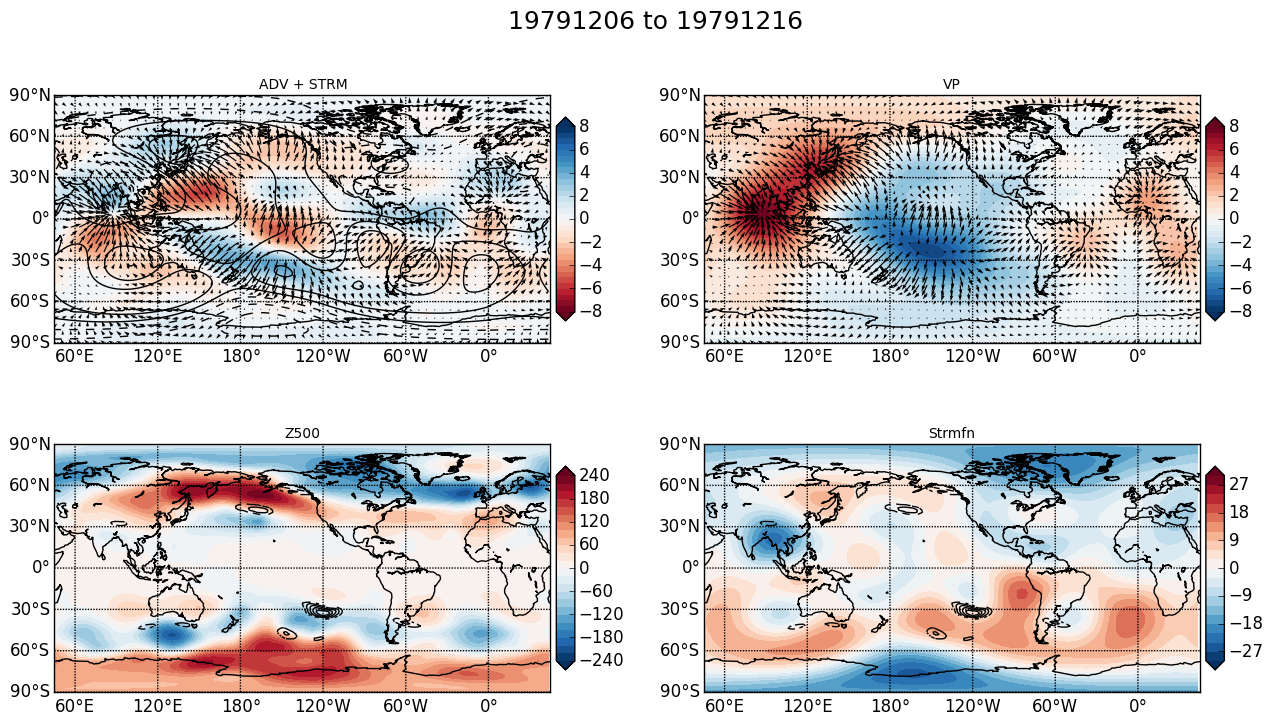 19791206 to 19791216
ADV + STRM
90°N
60°N
30°N
0°
30°S
60°S
90°S
60°E 120°E 180° 120°W 60°W 0°
8
6
4
2
0
−2
−4
−6
−8
VP
90°N
60°N
30°N
0°
30°S
60°S
90°S
60°E 120°E 180° 120°W 60°W 0°
8
6
4
2
0
−2
−4
−6
−8
Z500
90°N
60°N
30°N
0°
30°S
60°S
90°S
60°E 120°E 180° 120°W 60°W 0°
240
180
120
60
0
−60
−120
−180
−240
Strmfn
90°N
60°N
30°N
0°
30°S
60°S
90°S
60°E 120°E 180° 120°W 60°W 0°
27
18
9
0
−9
−18
−27